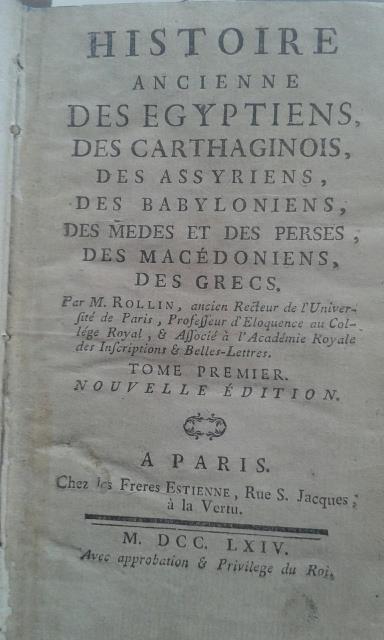 HISTOIRE
ANCIENNE
DES EGYPTIENS,
DES CARTHAGINOIS,
DES ASSYRIENS,
DES BABYLONIENS,
DES MEDES ET DES PERSES,
DES MACÉDONIENS,
DES GRECS.
Par M. ROLLIN, ancien Recteur de l'Univer-
ſité de Paris, Profeſſeur d'Eloquence au Col-
lége Royal, & Aſſocié à l'Académie Royale
des Inſcriptions & Belles-Lettres.
TOME PREMIER.
NOUVELLE ÉDITION.
A PARIS.
Chez les Freres ESTIENNE, Rue S. Jacques,
à la Vertu.
M. DCC. LXIV.
Avec approbation & Privilege du Roi.